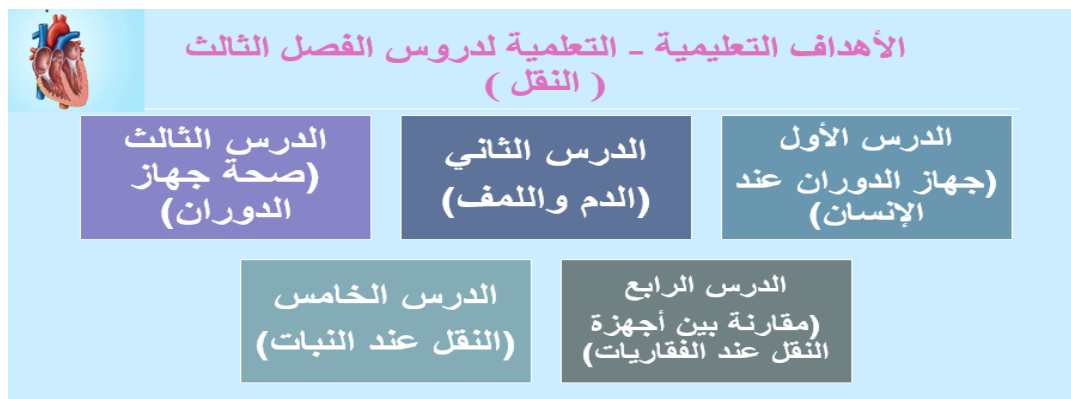 الأهداف التعليمية - التعلمية لدروس الفصل الثالث
( النقل )
الدرس الأول
(جهاز الدوران عند
الإنسان)
الدرس الثاني
(الدم واللمف)
الدرس الثالث
(صحة جهاز
الدوران)
الدرس الرابع
(مقارنة بين أجهزة
النقل عند الفقاريات)
الدرس الخامس
(النقل عند النبات)